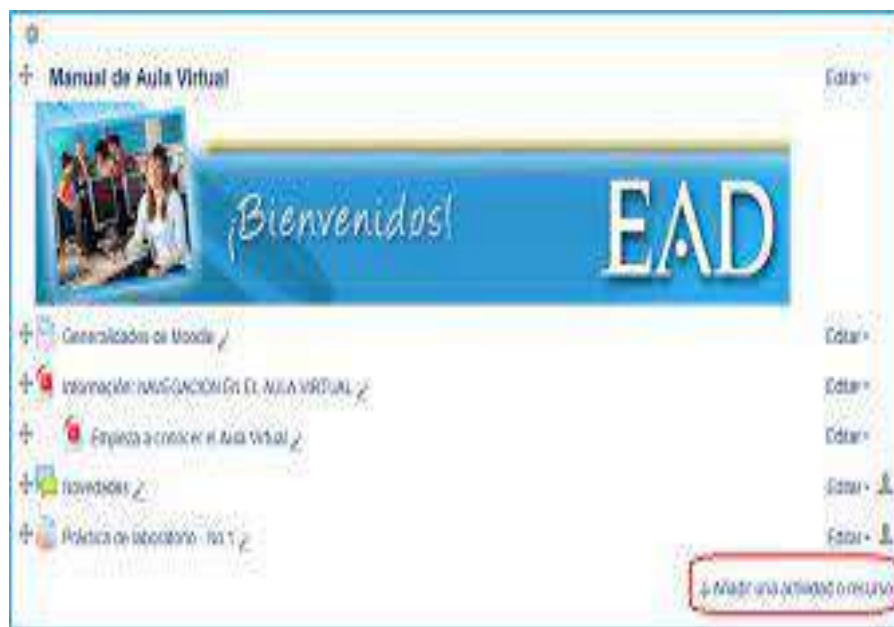 Manual de Aula Virtual
Editar
¡Bienvenidos!
EAD
Generalidades de Moodle
Editar
Información: NAVEGACION EN EL AULA VIRTUAL
Editar
Empieza a conocer el Aula Virtual
Editar
Novedades
Editar
Práctica de laboratorio - No 1
Editar
+ Añadir una actividad o recurso